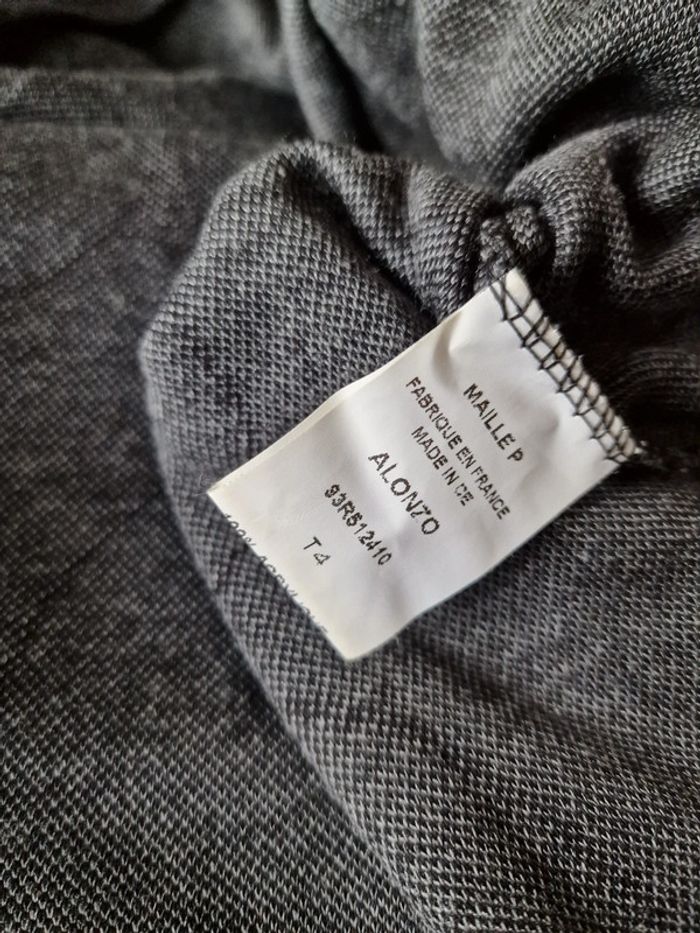 MAILLE P
FABRIQUE EN FRANCE
MADE IN CE
ALONZO
93R512410
T4